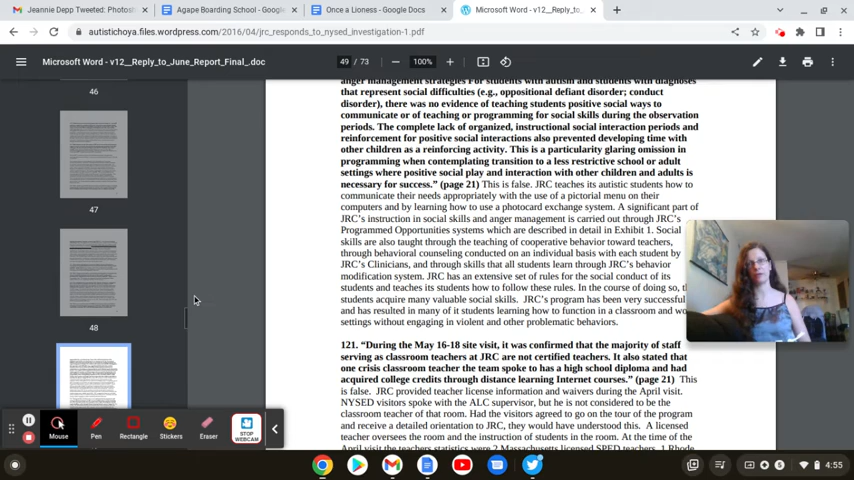 Jeannie Depp Tweeted: Photos
Agape Boarding School - Google
Once a Lioness - Google Docs
Microsoft Word - v12__Reply to
autistichoya.files.wordpress.com/2016/04/jrc_responds_to_nysed_investigation-1.pdf
Microsoft Word - v12__Reply_to_June_Report_Final_.doc
49 / 73
100%
46
47
48
anger management strategies For students with autism and students with diagnoses
that represent social difficulties (e.g., oppositional defiant disorder; conduct
disorder), there was no evidence of teaching students positive social ways to
communicate or of teaching or programming for social skills during the observation
periods. The complete lack of organized, instructional social interaction periods and
reinforcement for positive social interactions also prevented developing time with
other children as a reinforcing activity. This is a particularly glaring omission in
programming when contemplating transition to a less restrictive school or adult
settings where positive social play and interaction with other children and adults is
necessary for success.” (page 21) This is false. JRC teaches its autistic students how to
communicate their needs appropriately with the use of a pictorial menu on their
computers and by learning how to use a photocard exchange system. A significant part of
JRC’s instruction in social skills and anger management is carried out through JRC’s
Programmed Opportunities systems which are described in detail in Exhibit 1. Social
skills are also taught through the teaching of cooperative behavior toward teachers,
through behavioral counseling conducted on an individual basis with each student by
JRC’s Clinicians, and through skills that all students learn through JRC’s behavior
modification system. JRC has an extensive set of rules for the social conduct of its
students and teaches its students how to follow these rules. In the course of doing so,
students acquire many valuable social skills. JRC’s program has been very successful
and has resulted in many of it students learning how to function in a classroom and
settings without engaging in violent and other problematic behaviors.
121. “During the May 16-18 site visit, it was confirmed that the majority of staff
serving as classroom teachers at JRC are not certified teachers. It also stated that
one crisis classroom teacher the team spoke to has a high school diploma and had
acquired college credits through distance learning Internet courses.” (page 21) This
is false. JRC provided teacher license information and waivers during the April visit.
NYSED visitors spoke with the ALC supervisor, but he is not considered to be the
classroom teacher of that room. Had the visitors agreed to go on the tour of the program
and receive a detailed orientation to JRC, they would have understood this. A licensed
teacher oversees the room and the instruction of students in the room. At the time of the
April visit the teachers statistics were 2 Massachusetts licensed SPED teachers, 1 Rhode
Mouse
Pen
Rectangle
Stickers
Eraser
STOP
WEBCAM
4:55